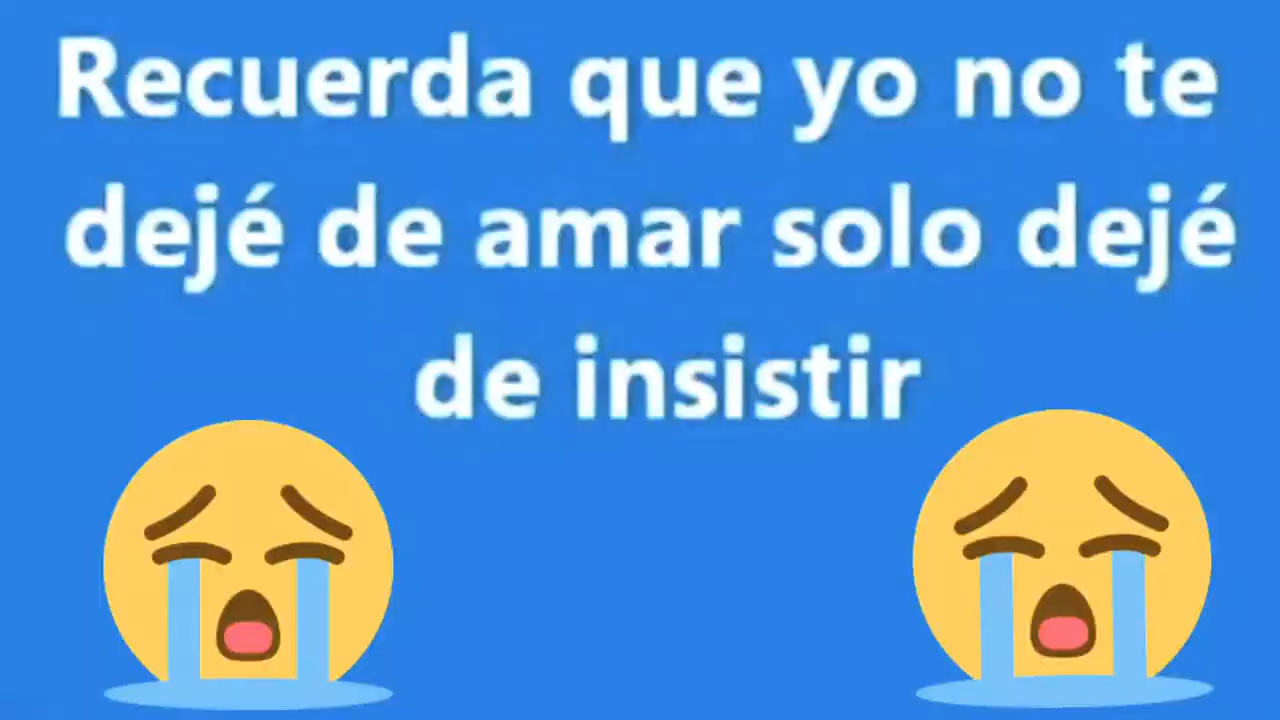 Recuerda que yo no te
dejé de amar solo dejé
de insistir